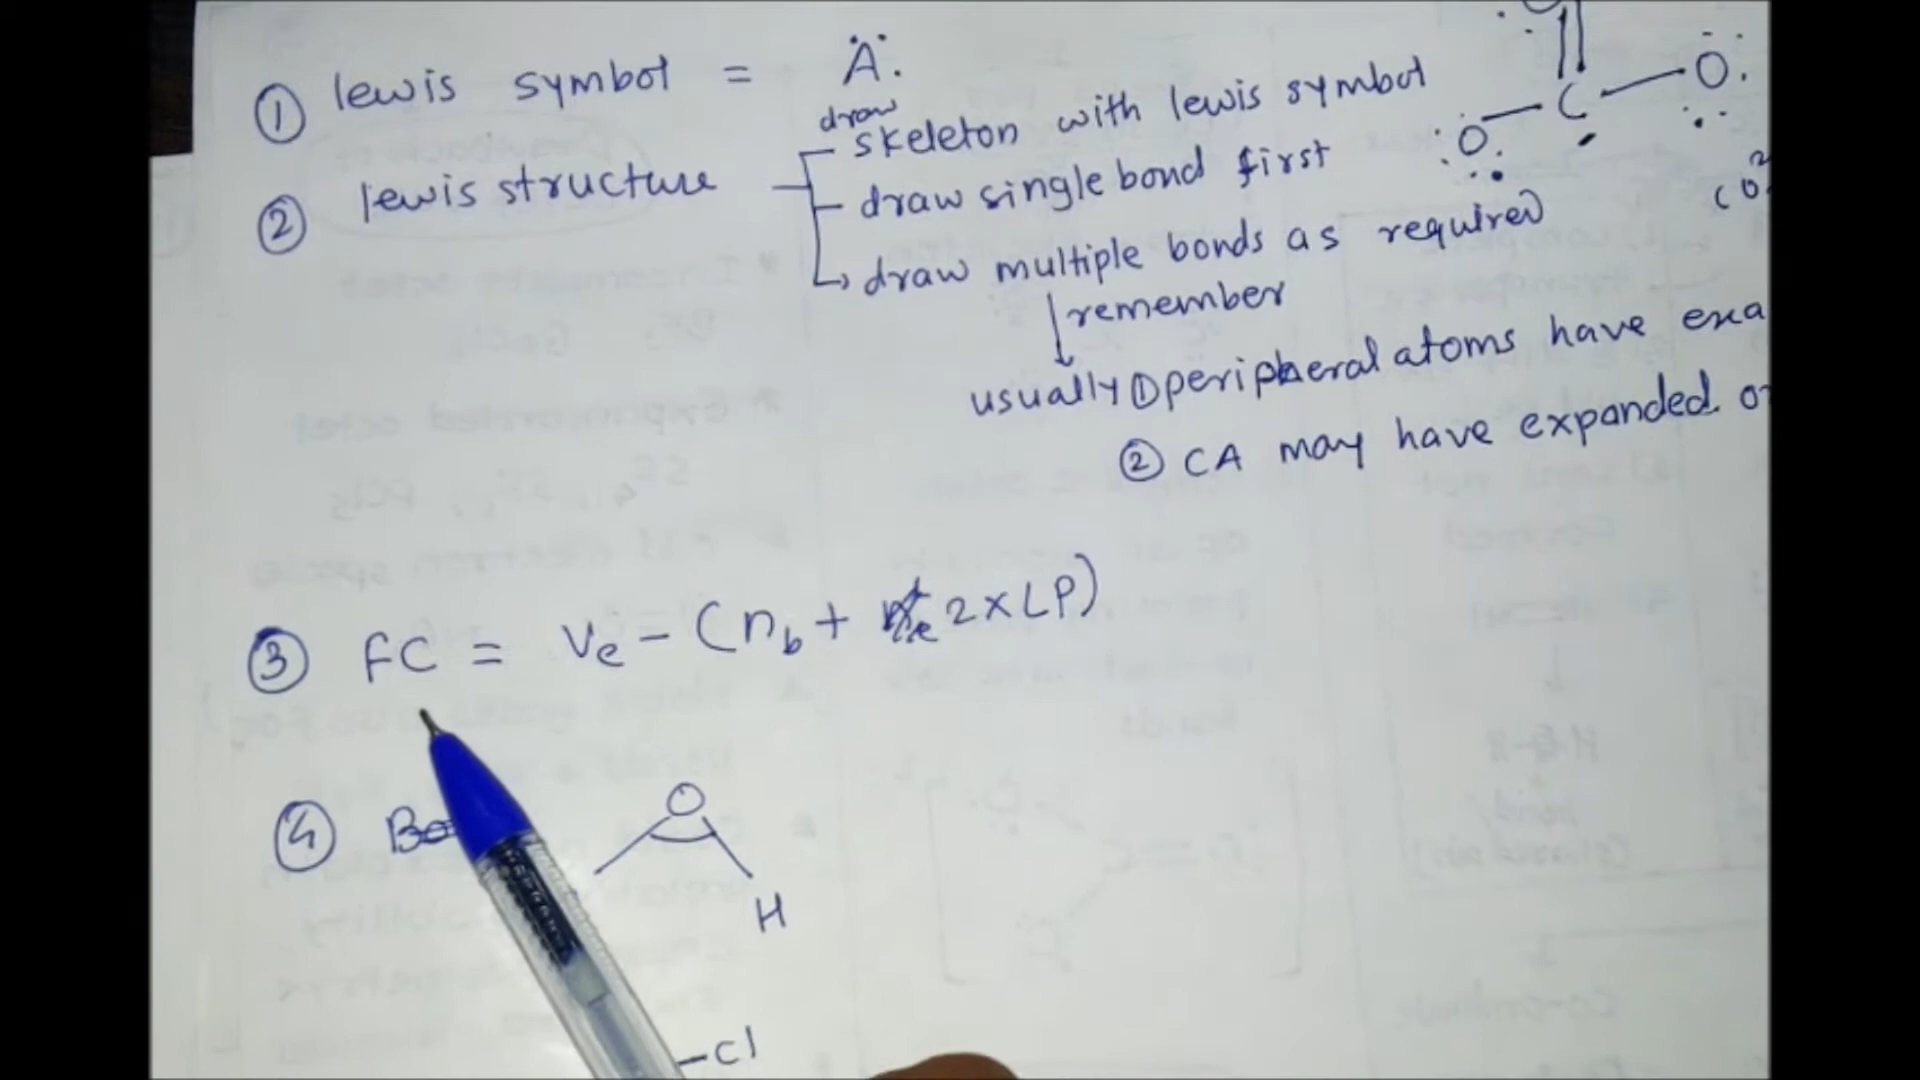 ① lewis symbol = A
② lewis structure
draw
skeleton with lewis symbol
draw single bond first
draw multiple bonds as required
remember
usually ① peripheral atoms have exa
② CA may have expanded
O C O
CO
③ FC = Ve - (nb + 2 x LP)
④
O
H
-Cl